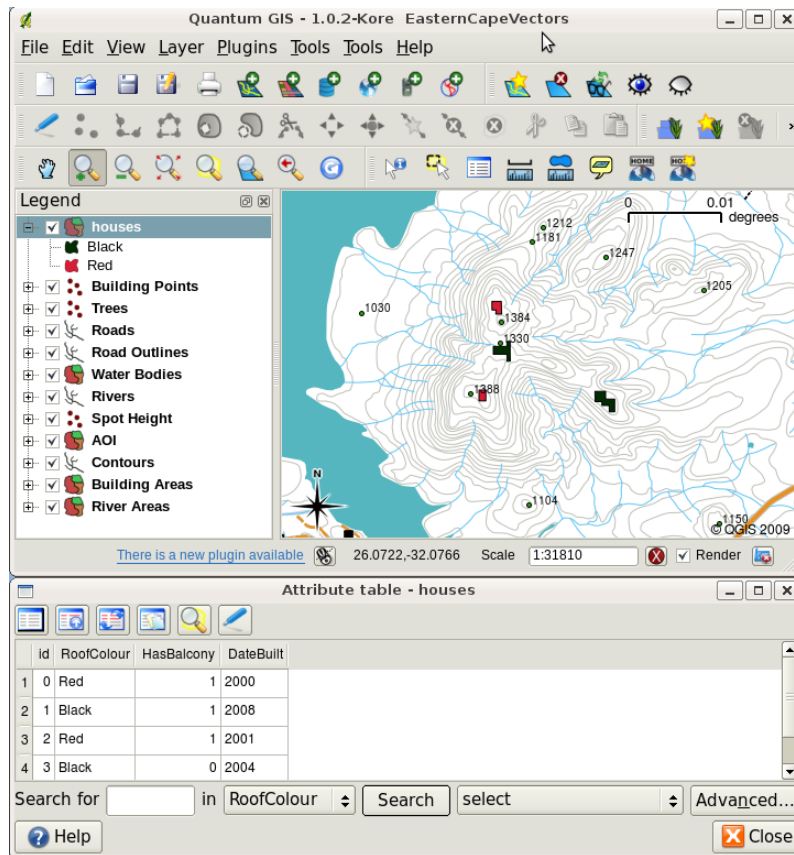 Quantum GIS - 1.0.2-Kore EasternCapeVectors
File Edit View Layer Plugins Tools Tools Help
Legend
houses
Black
Red
Building Points
Trees
Roads
Road Outlines
Water Bodies
Rivers
Spot Height
AOI
Contours
Building Areas
River Areas
0 0.01
degrees
1212
1181
1247
1205
1030
1384
1330
1388
1104
1150
N
© QGIS 2009
There is a new plugin available 26.0722,-32.0766 Scale 1:31810 Render
Attribute table - houses
id RoofColour HasBalcony DateBuilt
1 0 Red 1 2000
2 1 Black 1 2008
3 2 Red 1 2001
4 3 Black 0 2004
Search for in RoofColour Search select Advanced...
Help Close